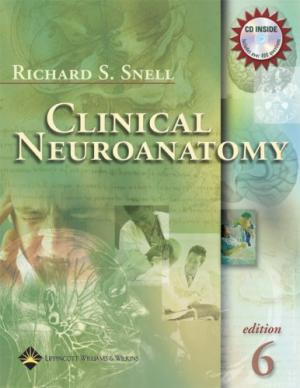 CD INSIDE
RICHARD S. SNELL
CLINICAL
NEUROANATOMY
edition
6
LIPPINCOTT WILLIAMS & WILKINS